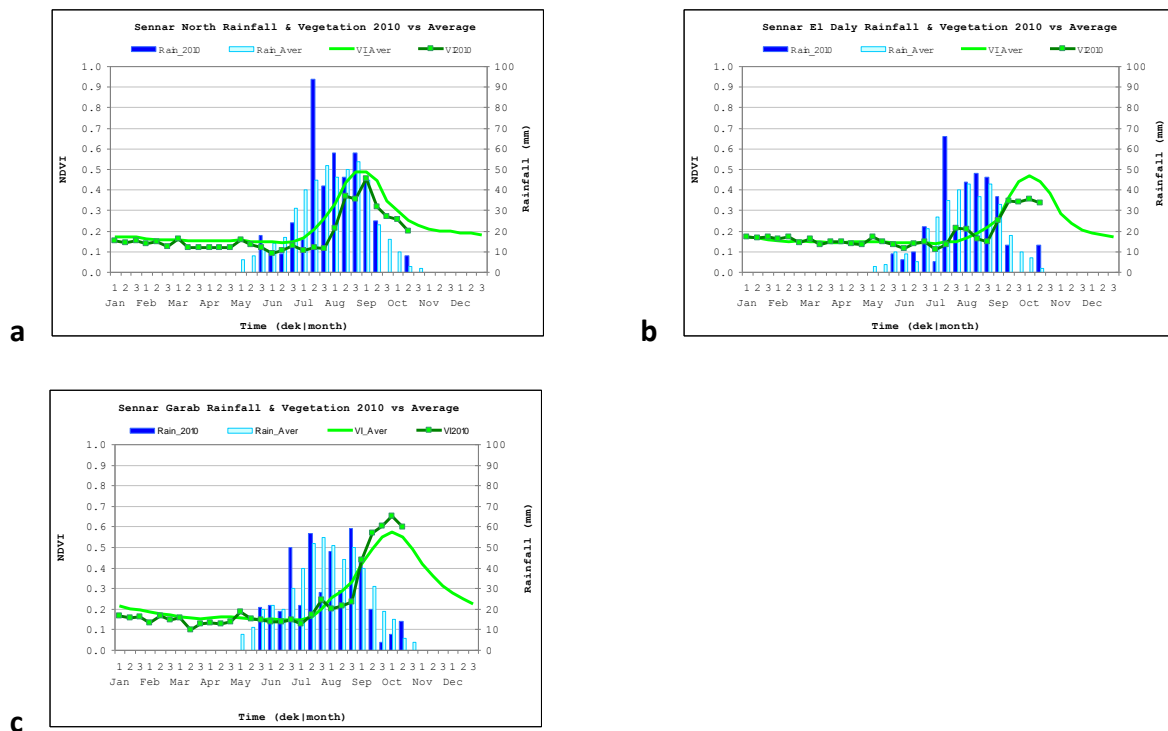 Sennar North Rainfall & Vegetation 2010 vs Average
Rain_2010 Rain_Aver VI_Aver VI2010
1.0 100
0.9 90
0.8 80
0.7 70
0.6 60
0.5 50
0.4 40
0.3 30
0.2 20
0.1 10
0.0 0
NDVI
Rainfall (mm)
1 2 3 1 2 3 1 2 3 1 2 3 1 2 3 1 2 3 1 2 3 1 2 3 1 2 3 1 2 3 1 2 3 1 2 3
Jan Feb Mar Apr May Jun Jul Aug Sep Oct Nov Dec
Time (dek|month)
a
Sennar El Daly Rainfall & Vegetation 2010 vs Average
Rain_2010 Rain_Aver VI_Aver VI2010
1.0 100
0.9 90
0.8 80
0.7 70
0.6 60
0.5 50
0.4 40
0.3 30
0.2 20
0.1 10
0.0 0
NDVI
Rainfall (mm)
1 2 3 1 2 3 1 2 3 1 2 3 1 2 3 1 2 3 1 2 3 1 2 3 1 2 3 1 2 3 1 2 3 1 2 3
Jan Feb Mar Apr May Jun Jul Aug Sep Oct Nov Dec
Time (dek|month)
b
Sennar Garab Rainfall & Vegetation 2010 vs Average
Rain_2010 Rain_Aver VI_Aver VI2010
1.0 100
0.9 90
0.8 80
0.7 70
0.6 60
0.5 50
0.4 40
0.3 30
0.2 20
0.1 10
0.0 0
NDVI
Rainfall (mm)
1 2 3 1 2 3 1 2 3 1 2 3 1 2 3 1 2 3 1 2 3 1 2 3 1 2 3 1 2 3 1 2 3 1 2 3
Jan Feb Mar Apr May Jun Jul Aug Sep Oct Nov Dec
Time (dek|month)
c